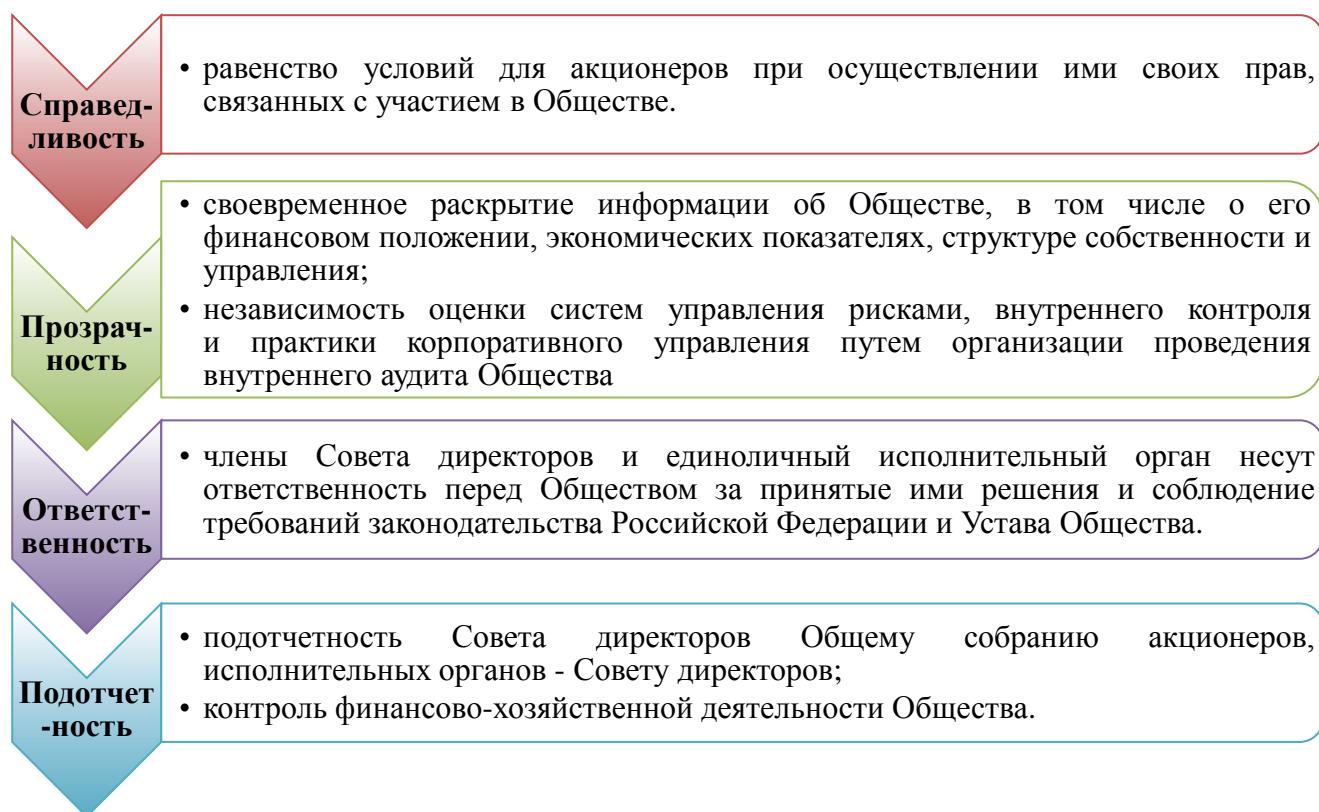 Справед-
ливость
• равенство условий для акционеров при осуществлении ими своих прав,
связанных с участием в Обществе.
Прозрач-
ность
• своевременное раскрытие информации об Обществе, в том числе о его
финансовом положении, экономических показателях, структуре собственности и
управления;
• независимость оценки систем управления рисками, внутреннего контроля
и практики корпоративного управления путем организации проведения
внутреннего аудита Общества
Ответст-
венность
• члены Совета директоров и единоличный исполнительный орган несут
ответственность перед Обществом за принятые ими решения и соблюдение
требований законодательства Российской Федерации и Устава Общества.
Подотчет
-ность
• подотчетность Совета директоров Общему собранию акционеров,
исполнительных органов - Совету директоров;
• контроль финансово-хозяйственной деятельности Общества.